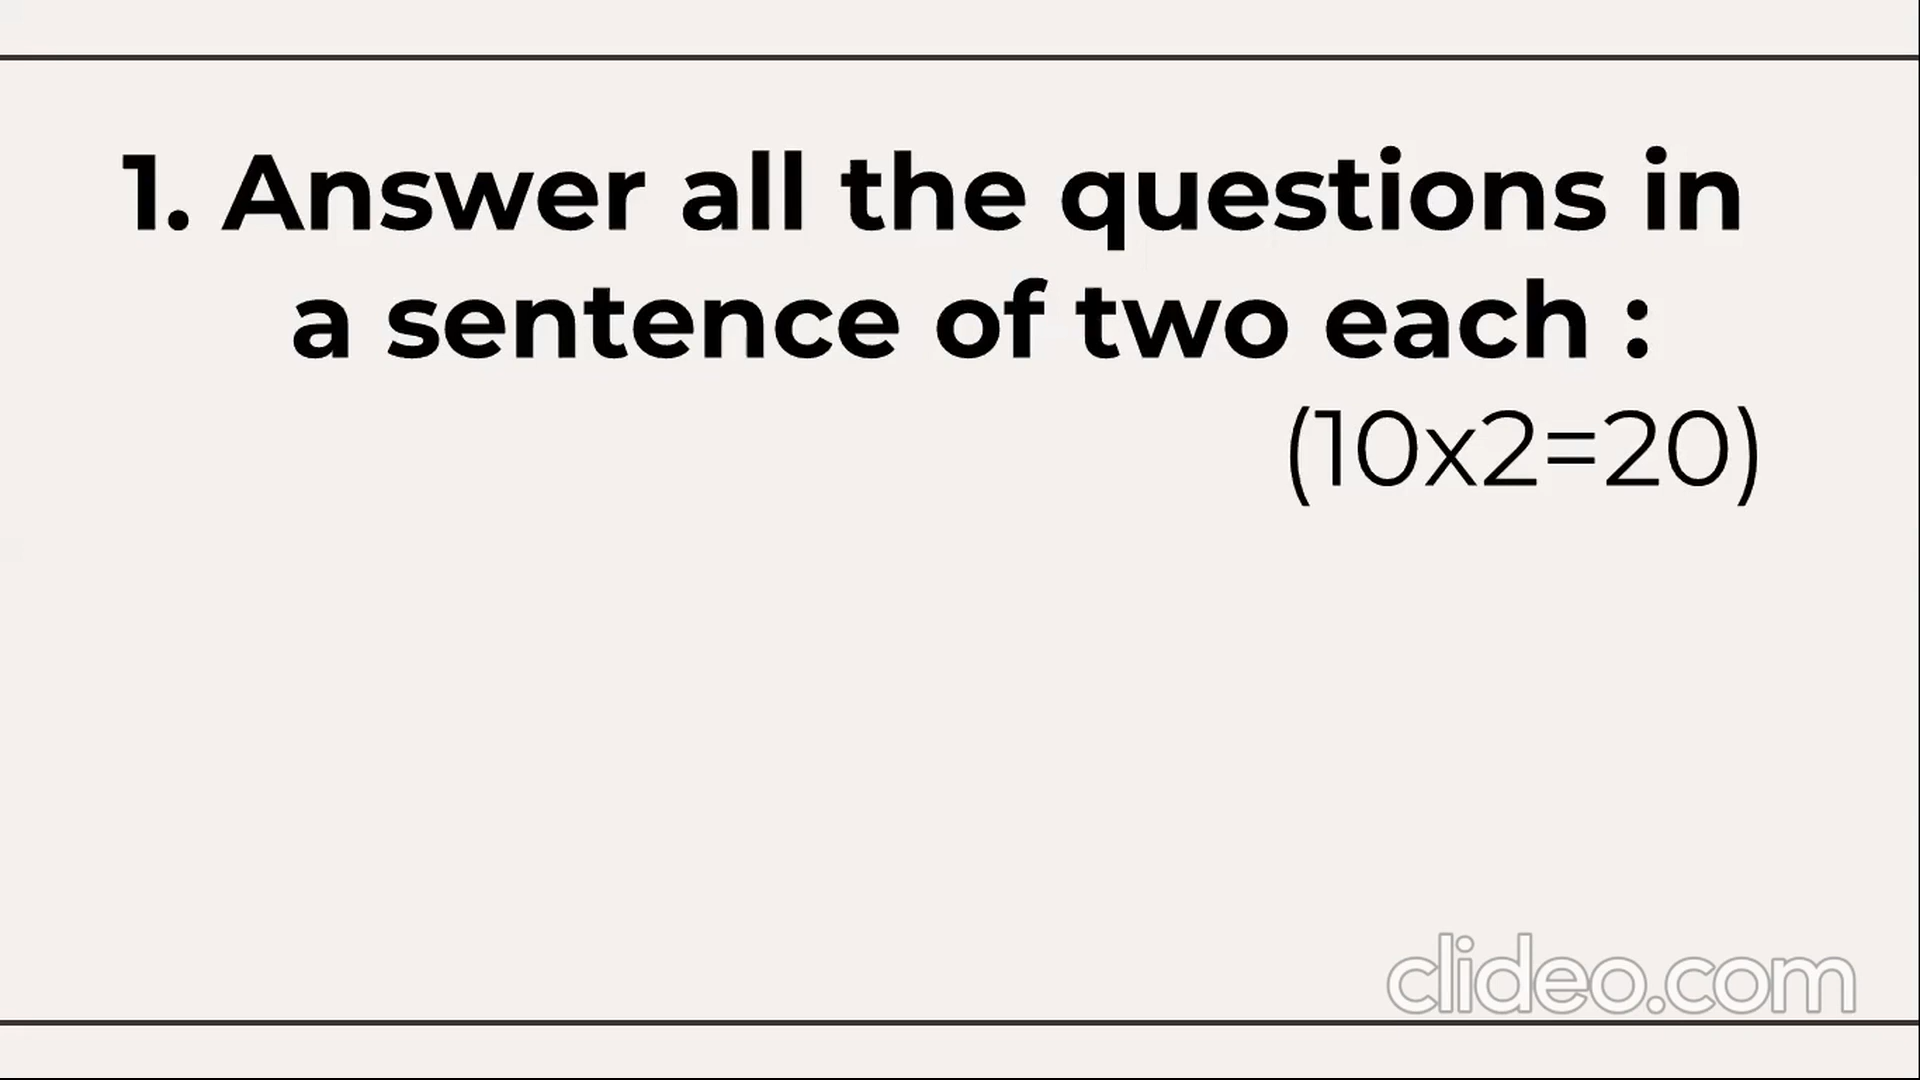 1. Answer all the questions in
a sentence of two each :
(10x2=20)
clideo.com